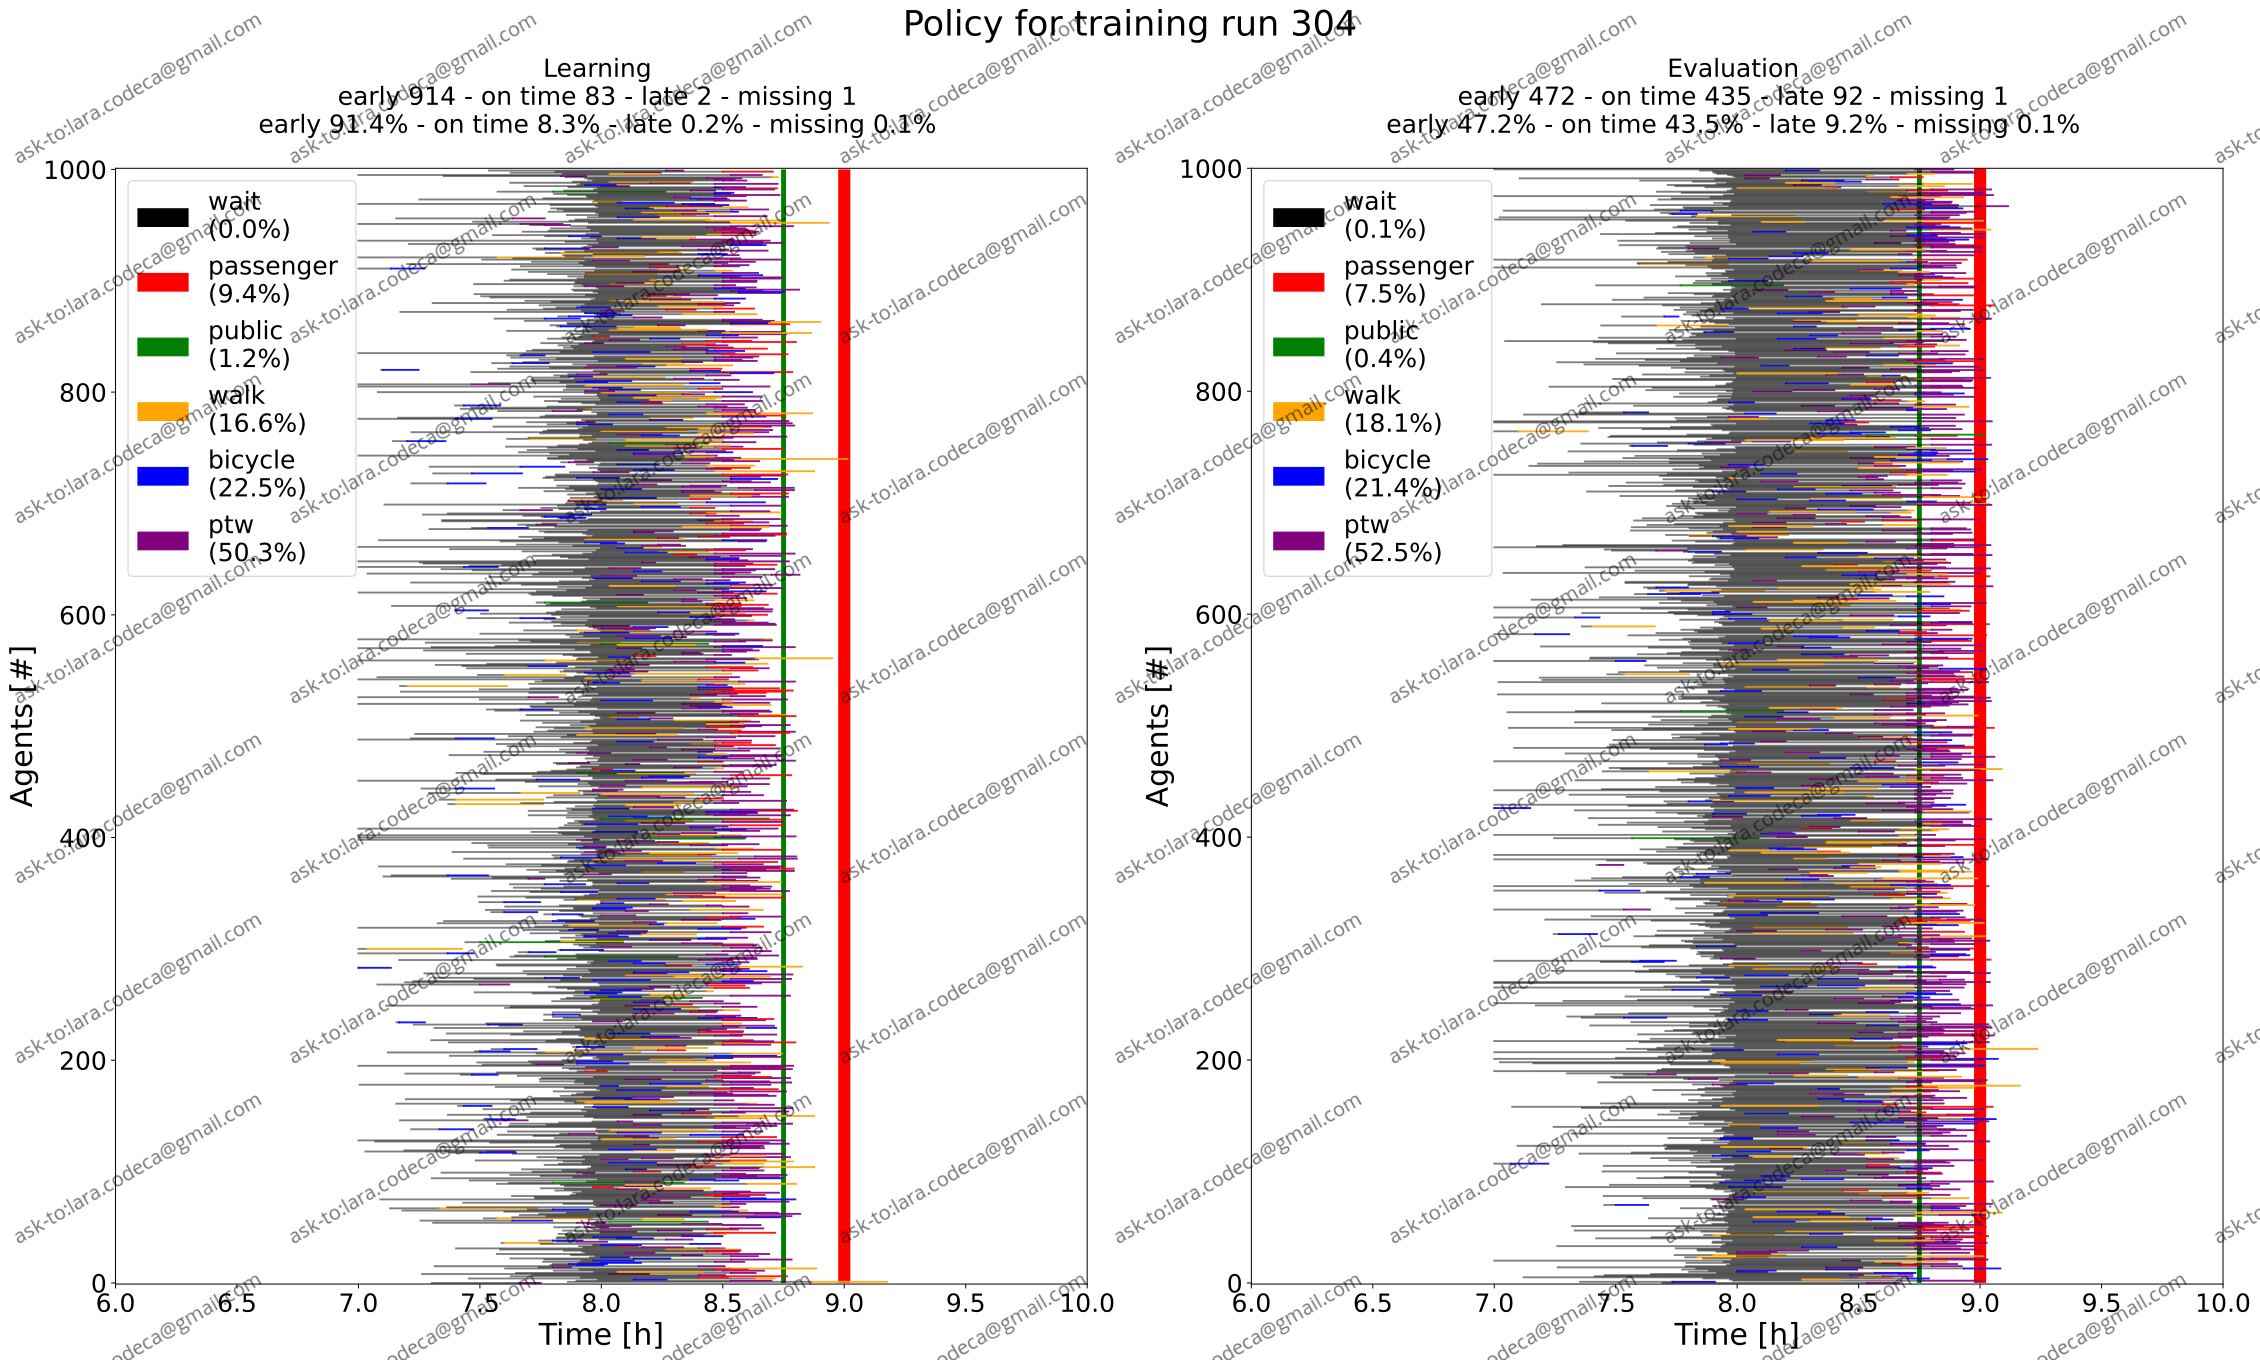 Policy for training run 304
Learning
early 914 - on time 83 - late 2 - missing 1
early 91.4% - on time 8.3% - late 0.2% - missing 0.1%
1000
800
600
400
200
0
Agents [#]
wait
(0.0%)
passenger
(9.4%)
public
(1.2%)
walk
(16.6%)
bicycle
(22.5%)
ptw
(50.3%)
6.0 6.5 7.0 7.5 8.0 8.5 9.0 9.5 10.0
Time [h]
Evaluation
early 472 - on time 435 - late 92 - missing 1
early 47.2% - on time 43.5% - late 9.2% - missing 0.1%
1000
800
600
400
200
0
Agents [#]
wait
(0.1%)
passenger
(7.5%)
public
(0.4%)
walk
(18.1%)
bicycle
(21.4%)
ptw
(52.5%)
6.0 6.5 7.0 7.5 8.0 8.5 9.0 9.5 10.0
Time [h]
ask-to:lara.codeca@gmail.com